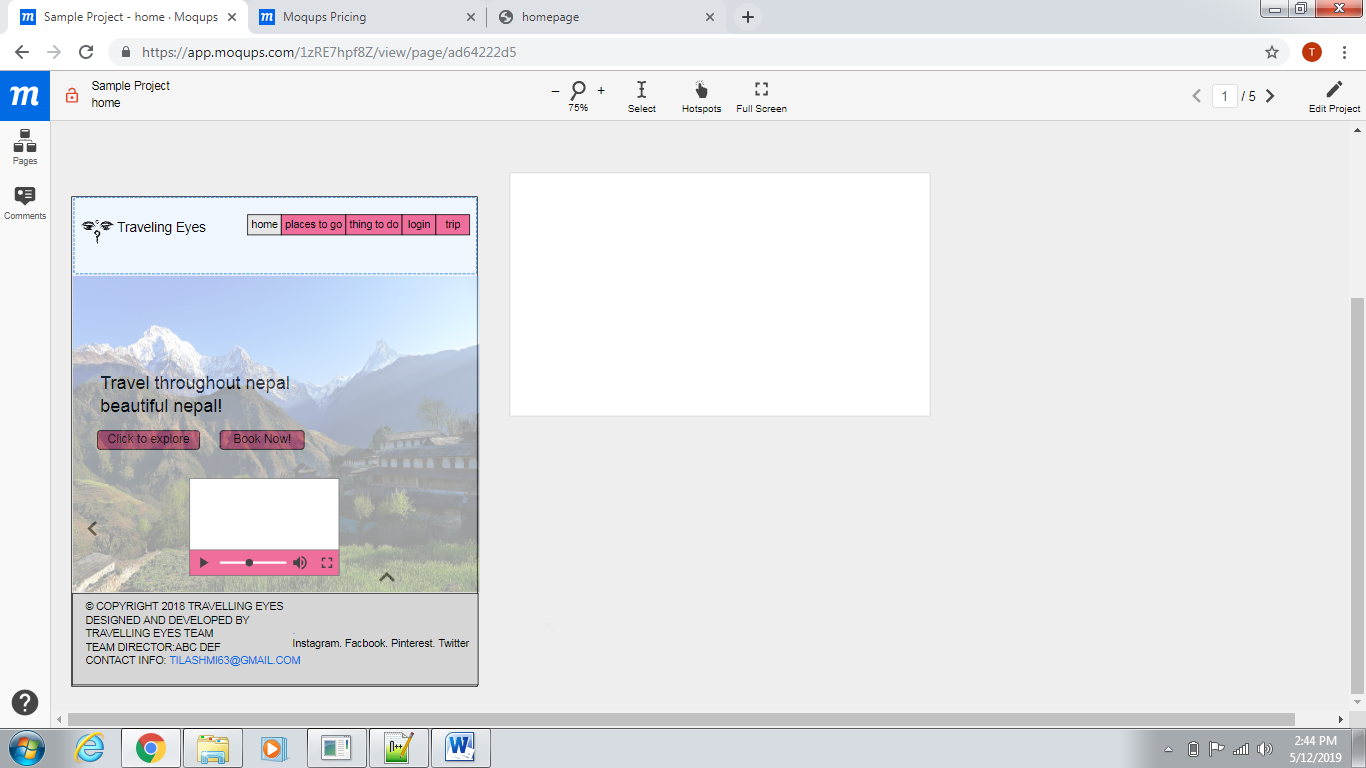 Sample Project - home · Moqups
Moqups Pricing
homepage
https://app.moqups.com/1zRE7hpf8Z/view/page/ad64222d5
T
m
Sample Project
home
75%
Select
Hotspots
Full Screen
1 / 5
Edit Project
Pages
Comments
Traveling Eyes
home places to go thing to do login trip
Travel throughout nepal
beautiful nepal!
Click to explore Book Now!
© COPYRIGHT 2018 TRAVELLING EYES
DESIGNED AND DEVELOPED BY
TRAVELLING EYES TEAM
Instagram. Facbook. Pinterest. Twitter
TEAM DIRECTOR:ABC DEF
CONTACT INFO: TILASHMI63@GMAIL.COM
2:44 PM
5/12/2019